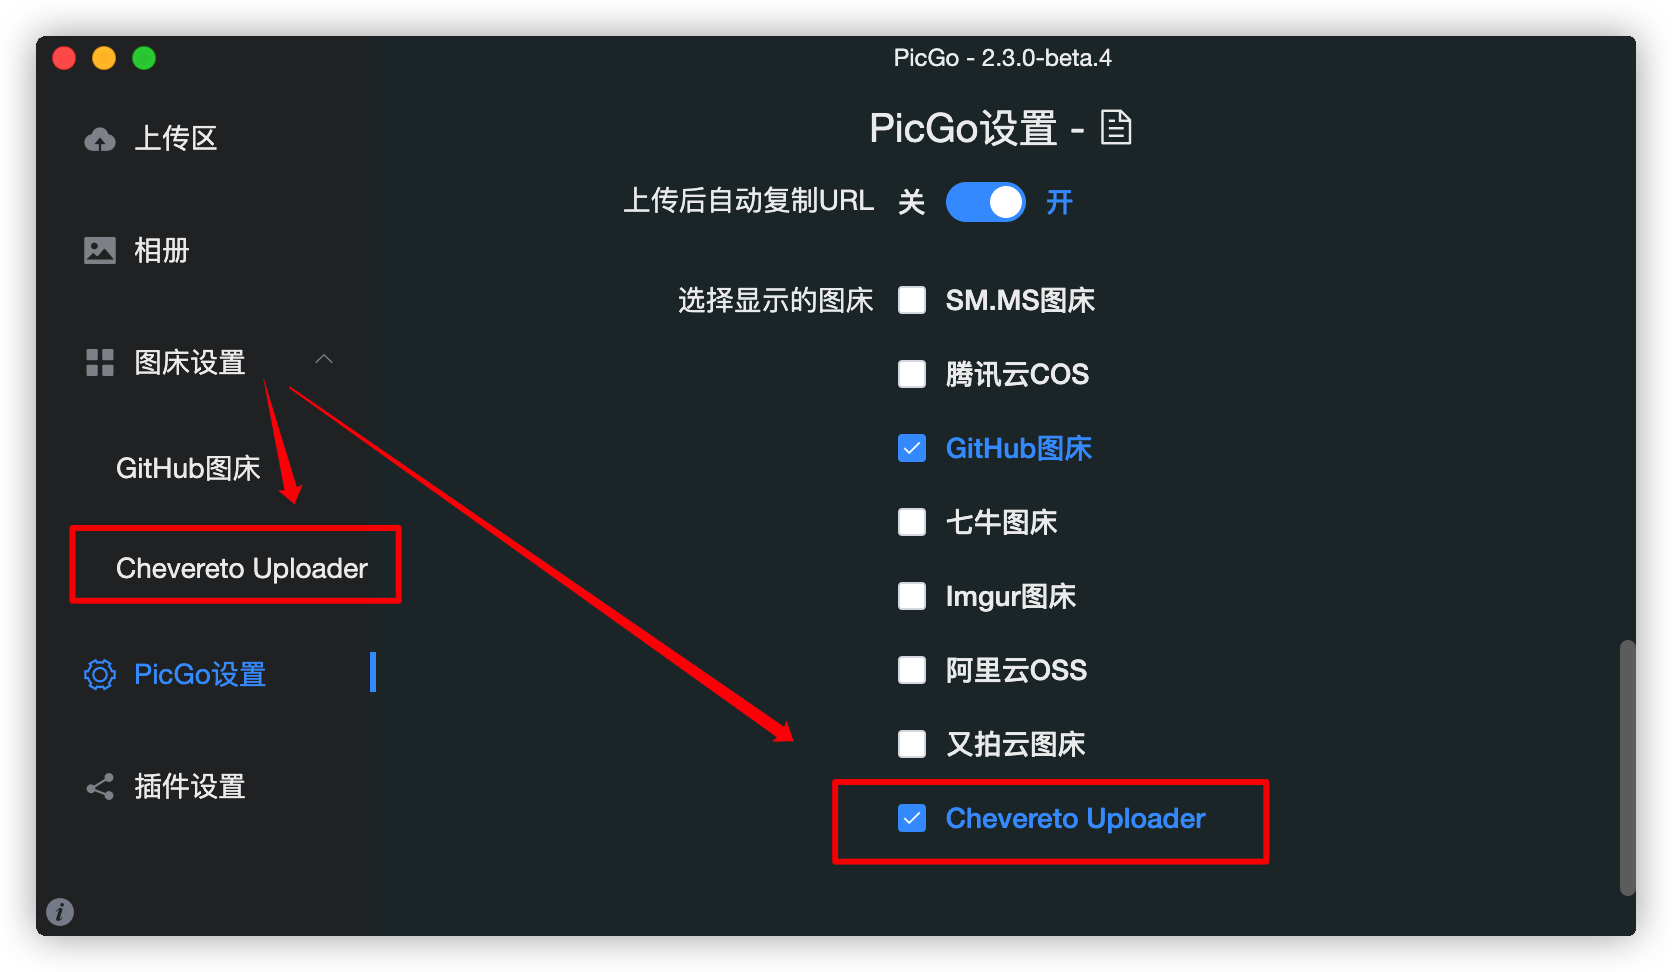 PicGo - 2.3.0-beta.4
上传区
相册
图床设置
GitHub图床
Chevereto Uploader
PicGo设置
插件设置
PicGo设置 -
上传后自动复制URL 关 开
选择显示的图床 SM.MS图床
腾讯云COS
GitHub图床
七牛图床
Imgur图床
阿里云OSS
又拍云图床
Chevereto Uploader